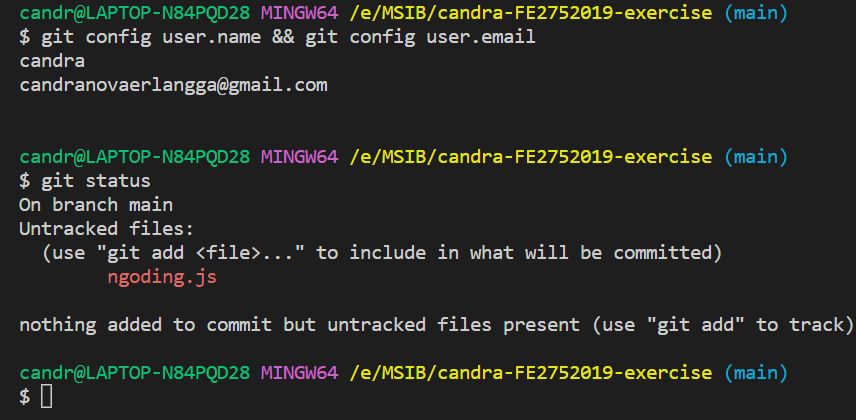 candr@LAPTOP-N84PQD28 MINGW64 /e/MSIB/candra-FE2752019-exercise (main)
$ git config user.name && git config user.email
candra
candranovaerlangga@gmail.com
candr@LAPTOP-N84PQD28 MINGW64 /e/MSIB/candra-FE2752019-exercise (main)
$ git status
On branch main
Untracked files:
  (use "git add <file>..." to include in what will be committed)
        ngoding.js
nothing added to commit but untracked files present (use "git add" to track)
candr@LAPTOP-N84PQD28 MINGW64 /e/MSIB/candra-FE2752019-exercise (main)
$